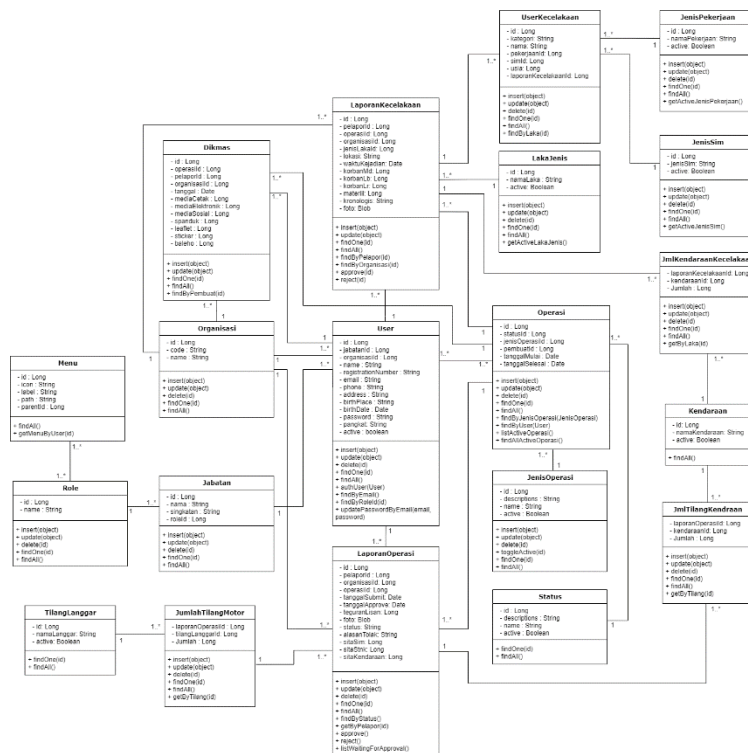 UserKecelakaan
- id : Long
- kategori : String
- name : String
- pekerjaanId : Long
- simId : Long
- usia : Long
- laporanKecelakaanId : Long
+ insert(object)
+ update(object)
+ delete(id)
+ findOne(id)
+ findAll()
+ findByLaka(id)
JenisPekerjaan
- id : Long
- namaPekerjaan : String
- active : Boolean
+ insert(object)
+ update(object)
+ delete(id)
+ findOne(id)
+ findAll()
+ getActiveJenisPekerjaan()
LaporanKecelakaan
- id : Long
- pelaporId : Long
- operasiId : Long
- organisasiId : Long
- jenisLakaId : Long
- lokasi : String
- waktuKejadian : Date
- korbanMd : Long
- korbanLb : Long
- korbanLr : Long
- materil : Long
- kronologis : String
- foto : Blob
+ insert(object)
+ update(object)
+ findOne(id)
+ findAll()
+ findByPelapor(id)
+ findByOrganisasi(id)
+ approve(id)
+ reject(id)
Dikmas
- id : Long
- operasiId : Long
- pelaporId : Long
- organisasiId : Long
- tanggal : Date
- mediaCetak : Long
- mediaElektronik : Long
- mediaSosial : Long
- spanduk : Long
- leaflet : Long
- sticker : Long
- baleho : Long
+ insert(object)
+ update(object)
+ findOne(id)
+ findAll()
+ findByPembuat(id)
LakaJenis
- id : Long
- namaLaka : String
- active : Boolean
+ insert(object)
+ update(object)
+ delete(id)
+ findOne(id)
+ findAll()
+ getActiveLakaJenis()
JenisSim
- id : Long
- jenisSim : String
- active : Boolean
+ insert(object)
+ update(object)
+ delete(id)
+ findOne(id)
+ findAll()
+ getActiveJenisSim()
JmlKendaraanKecelakaan
- laporanKecelakaanId : Long
- kendaraanId : Long
- Jumlah : Long
+ insert(object)
+ update(object)
+ delete(id)
+ findOne(id)
+ findAll()
+ getByLaka(id)
Organisasi
- id : Long
- code : String
- name : String
+ insert(object)
+ update(object)
+ delete(id)
+ findOne(id)
+ findAll()
User
- id : Long
- jabatanId : Long
- organisasiId : Long
- name : String
- registrationNumber : String
- email : String
- phone : String
- address : String
- birthPlace : String
- birthDate : Date
- password : String
- pangkat : String
- active : boolean
+ insert(object)
+ update(object)
+ delete(id)
+ findOne(id)
+ findAll()
+ authUser(User)
+ findByEmail()
+ findByRoleId(id)
+ updatePasswordByEmail(email,
password)
Operasi
- id : Long
- statusId : Long
- jenisOperasiId : Long
- pembuatId : Long
- tanggalMulai : Date
- tanggalSelesai : Date
+ insert(object)
+ update(object)
+ delete(id)
+ findOne(id)
+ findAll()
+ findByJenisOperasi(JenisOperasi)
+ findByUser(User)
+ listActiveOperasi()
+ findAllActiveOperasi()
Menu
- id : Long
- icon : String
- label : String
- path : String
- parentId : Long
+ findAll()
+ getMenuByUser(id)
Kendaraan
- id: Long
- namaKendaraan : String
- active : Boolean
+ findAll()
Role
- id : Long
- name : String
+ insert(object)
+ update(object)
+ delete(id)
+ findOne(id)
+ findAll()
Jabatan
- id : Long
- nama : String
- singkatan : String
- roleId : Long
+ insert(object)
+ update(object)
+ delete(id)
+ findOne(id)
+ findAll()
JenisOperasi
- id : Long
- descriptions : String
- name : String
- active : Boolean
+ insert(object)
+ update(object)
+ delete(id)
+ toggleActive(id)
+ findOne(id)
+ findAll()
JmlTilangKendraan
- laporanOperasiId : Long
- kendaraanId : Long
- Jumlah : Long
+ insert(object)
+ update(object)
+ delete(id)
+ findOne(id)
+ findAll()
+ getByTilang(id)
LaporanOperasi
- id : Long
- pelaporId : Long
- organisasiId : Long
- operasiId : Long
- tanggalSubmit : Date
- tanggalApprove : Date
- teguranLisan : Long
- foto : Blob
- status : String
- alasanTolak : String
- sitaSim : Long
- sitaStnk : Long
- sitaKendaraan : Long
+ insert(object)
+ update(object)
+ delete(id)
+ findOne(id)
+ findAll()
+ findByStatus()
+ getByPelapor(id)
+ approve()
+ reject()
+ listWaitingForApproval()
TilangLanggar
- id : Long
- namaLanggar : String
- active : Boolean
+ findOne(id)
+ findAll()
JumlahTilangMotor
- laporanOperasiId : Long
- tilangLanggarId : Long
- Jumlah : Long
+ insert(object)
+ update(object)
+ delete(id)
+ findOne(id)
+ findAll()
+ getByTilang(id)
Status
- id : Long
- descriptions : String
- name : String
- active : Boolean
+ findOne(id)
+ findAll()